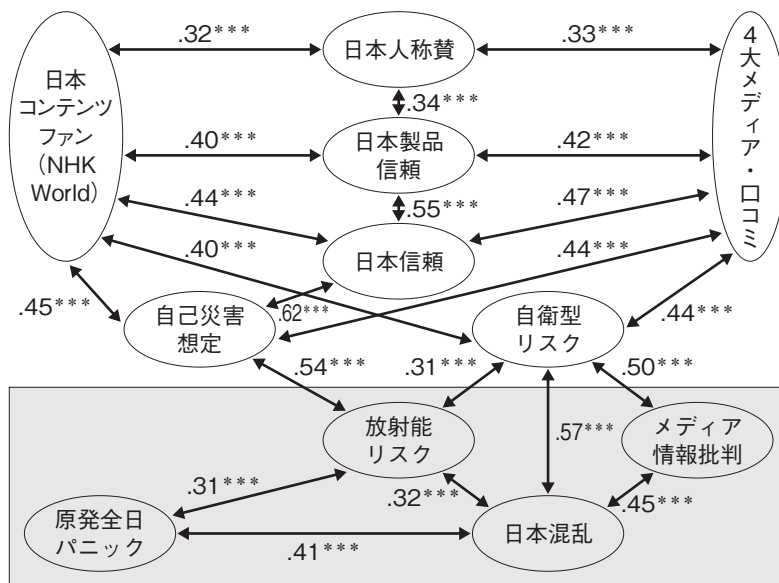 .32***
日本人称賛
.33***
日本
コンテンツ
ファン
(NHK
World)
4大メディア・口コミ
.34***
.40***
日本製品
信頼
.42***
.44***
.55***
.47***
.40***
日本信頼
.44***
.45***
自己災害
想定
.62***
自衛型
リスク
.44***
.54***
.31***
.50***
放射能
リスク
.57***
メディア
情報批判
.31***
.32***
.45***
原発全日
パニック
.41***
日本混乱